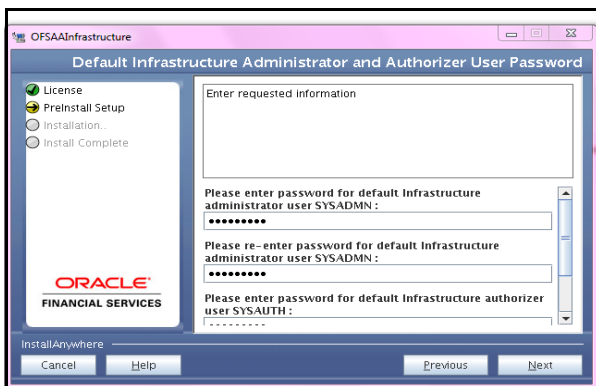 OFSAAInfrastructure
Default Infrastructure Administrator and Authorizer User Password
License
PreInstall Setup
Installation..
Install Complete
ORACLE
FINANCIAL SERVICES
Enter requested information
Please enter password for default Infrastructure
administrator user SYSADMN :
•••••••••
Please re-enter password for default Infrastructure
administrator user SYSADMN :
•••••••••
Please enter password for default Infrastructure authorizer
user SYSAUTH :
InstallAnywhere
Cancel
Help
Previous
Next